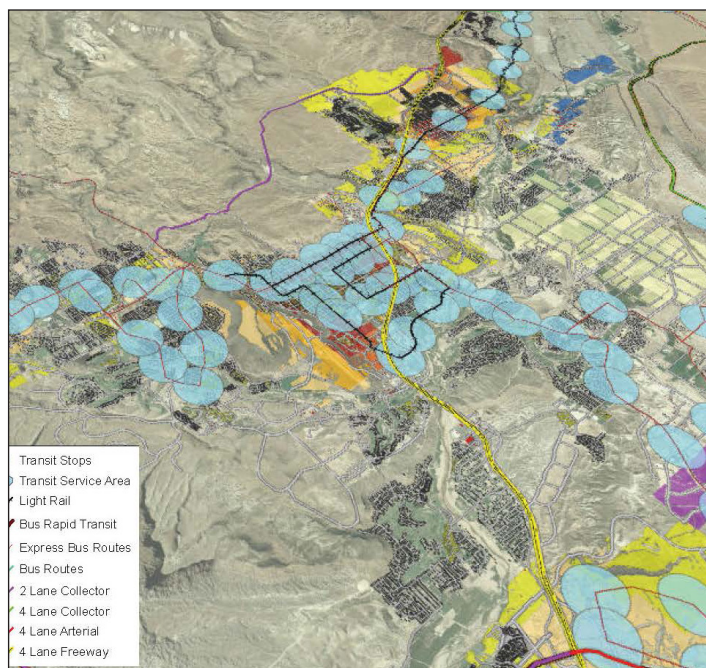 Transit Stops
Transit Service Area
Light Rail
Bus Rapid Transit
Express Bus Routes
Bus Routes
2 Lane Collector
4 Lane Collector
4 Lane Arterial
4 Lane Freeway